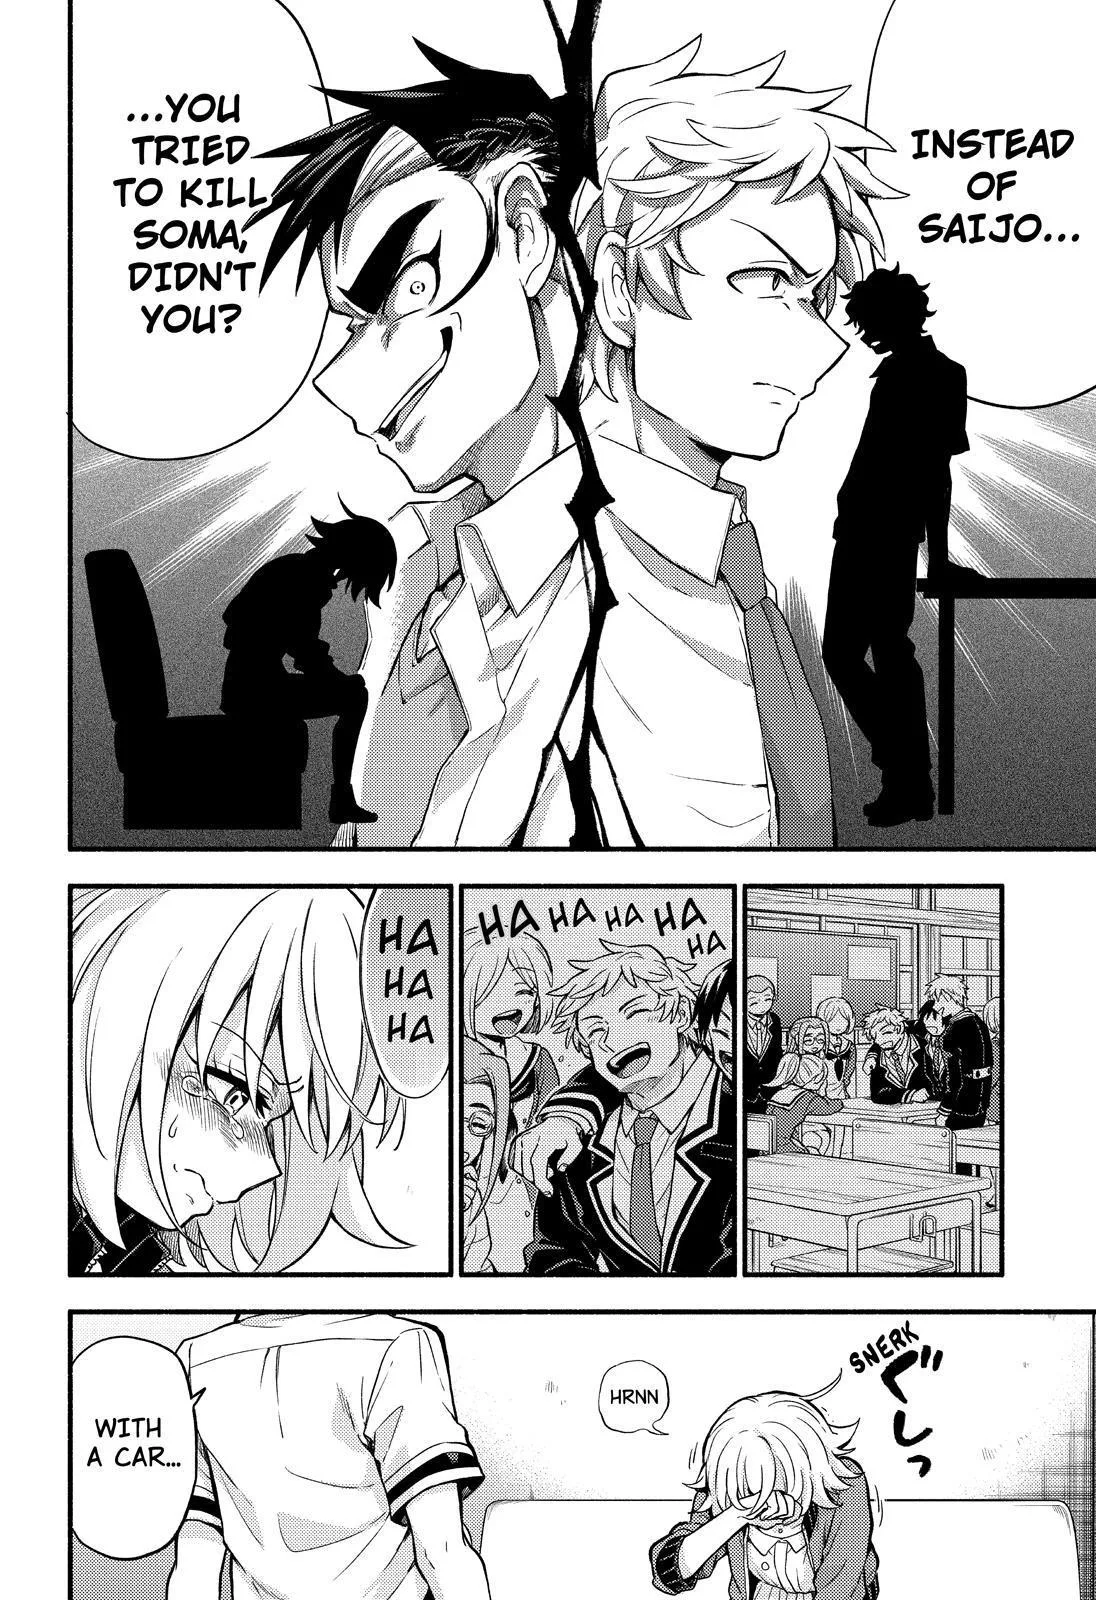 INSTEAD
OF
SAIJO...
...YOU
TRIED
TO KILL
SOMA,
DIDN'T
YOU?
HA HA HA HA
HA
HA
HA
HA
SNERK
ぐしっ
HRNN
WITH
A CAR...